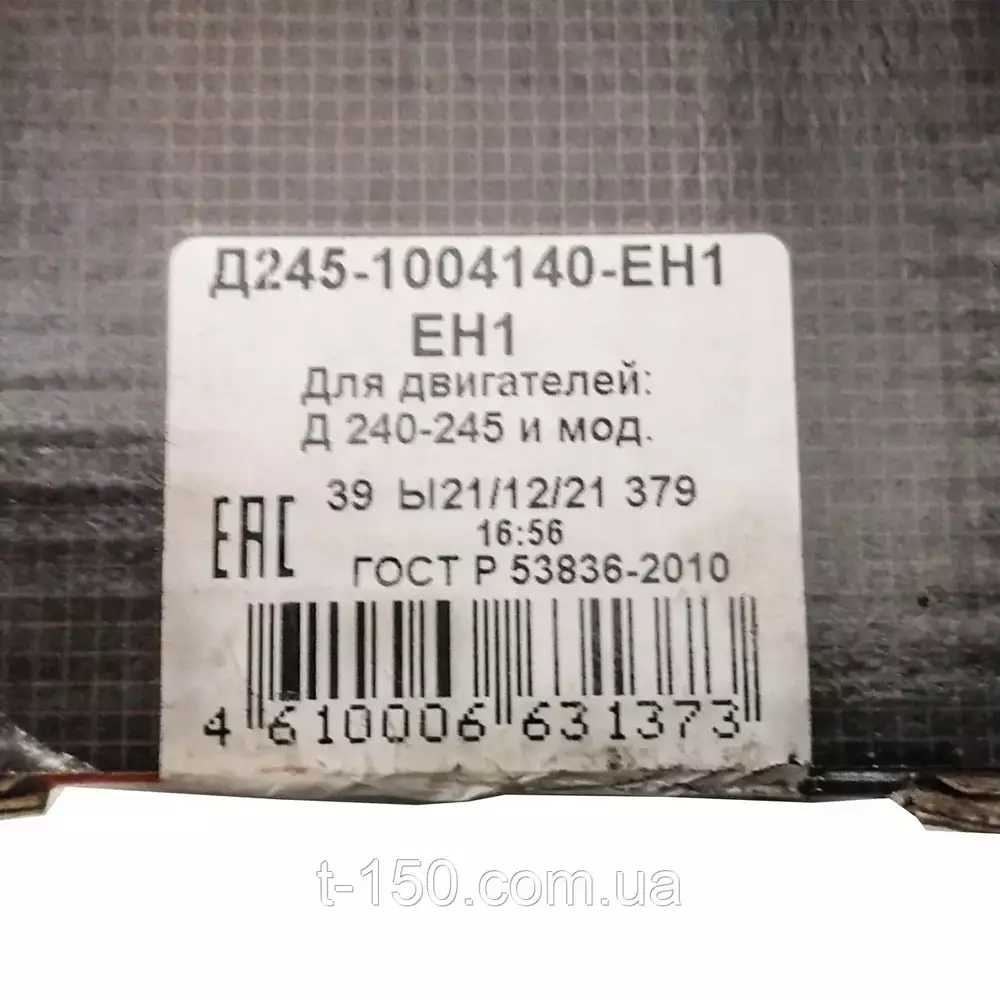 Д245-1004140-ЕН1
ЕН1
Для двигателей:
Д 240-245 и мод.
39 Ы21/12/21 379
16:56
ЕАС
ГОСТ Р 53836-2010
4 610006 631373
t-150.com.ua